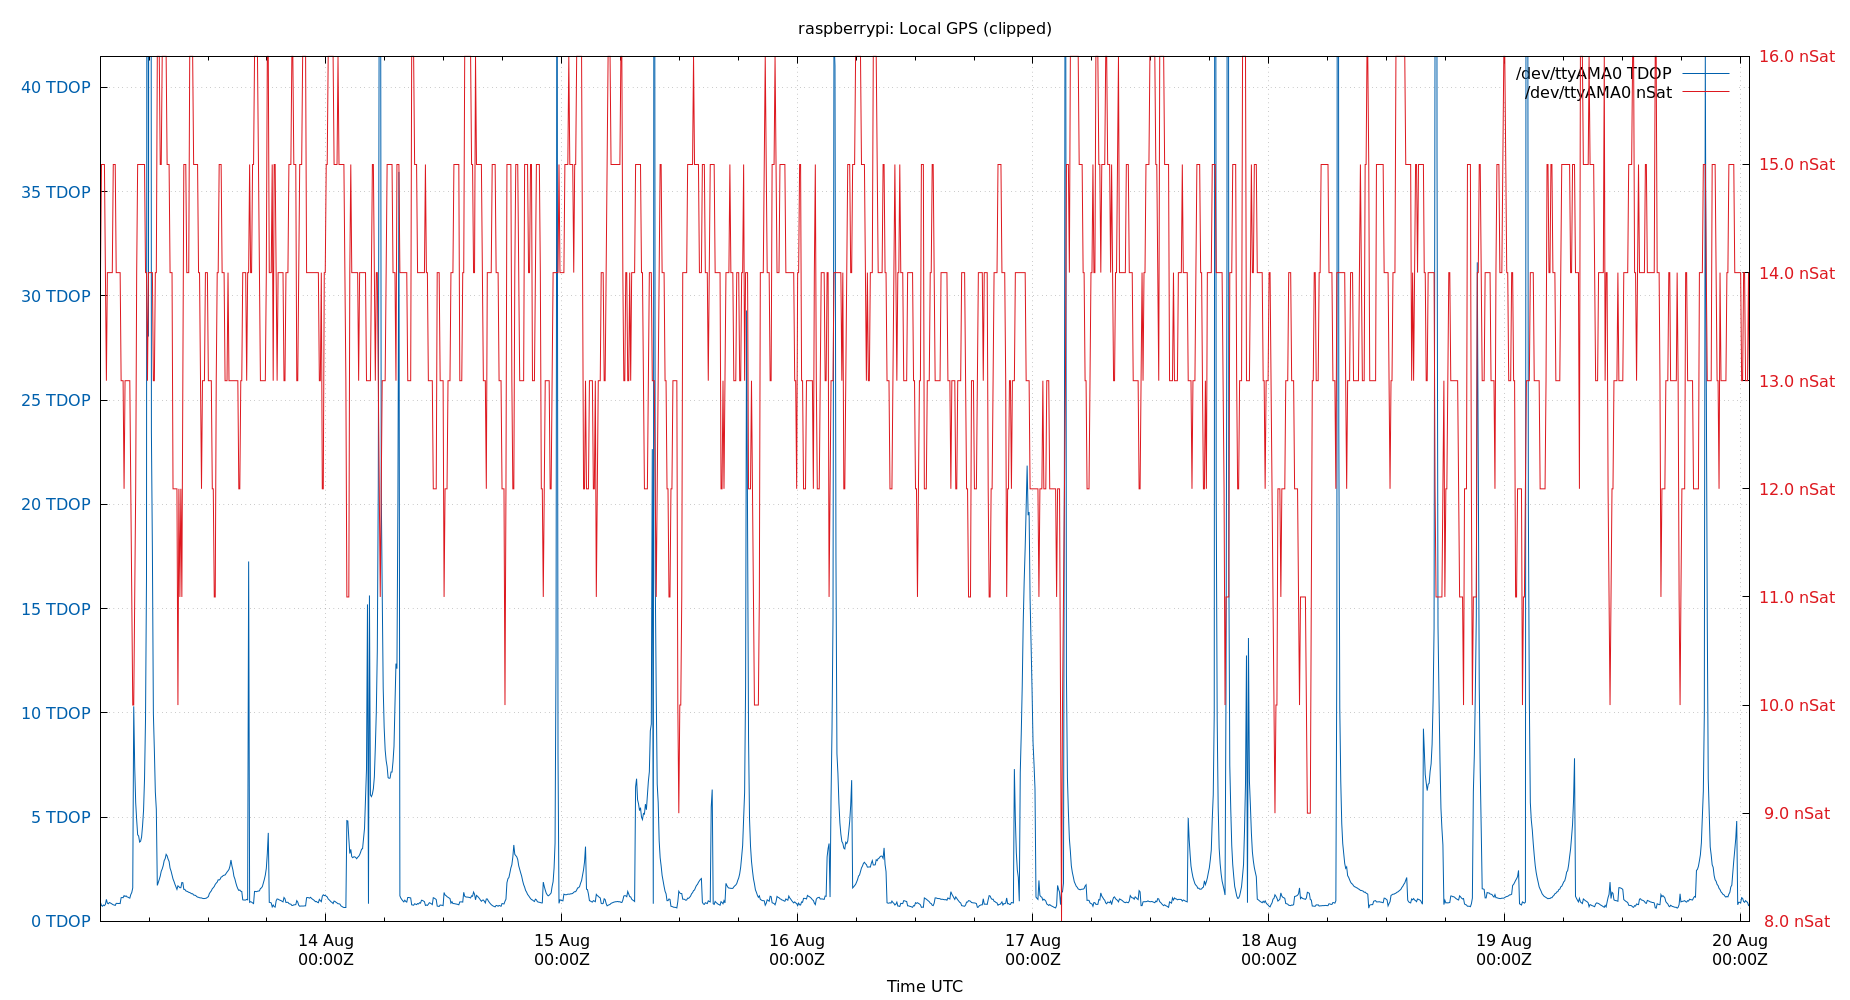 raspberrypi: Local GPS (clipped)
40 TDOP
35 TDOP
30 TDOP
25 TDOP
20 TDOP
15 TDOP
10 TDOP
5 TDOP
0 TDOP
/dev/ttyAMA0 TDOP
/dev/ttyAMA0 nSat
16.0 nSat
15.0 nSat
14.0 nSat
13.0 nSat
12.0 nSat
11.0 nSat
10.0 nSat
9.0 nSat
8.0 nSat
14 Aug
00:00Z
15 Aug
00:00Z
16 Aug
00:00Z
17 Aug
00:00Z
18 Aug
00:00Z
19 Aug
00:00Z
20 Aug
00:00Z
Time UTC